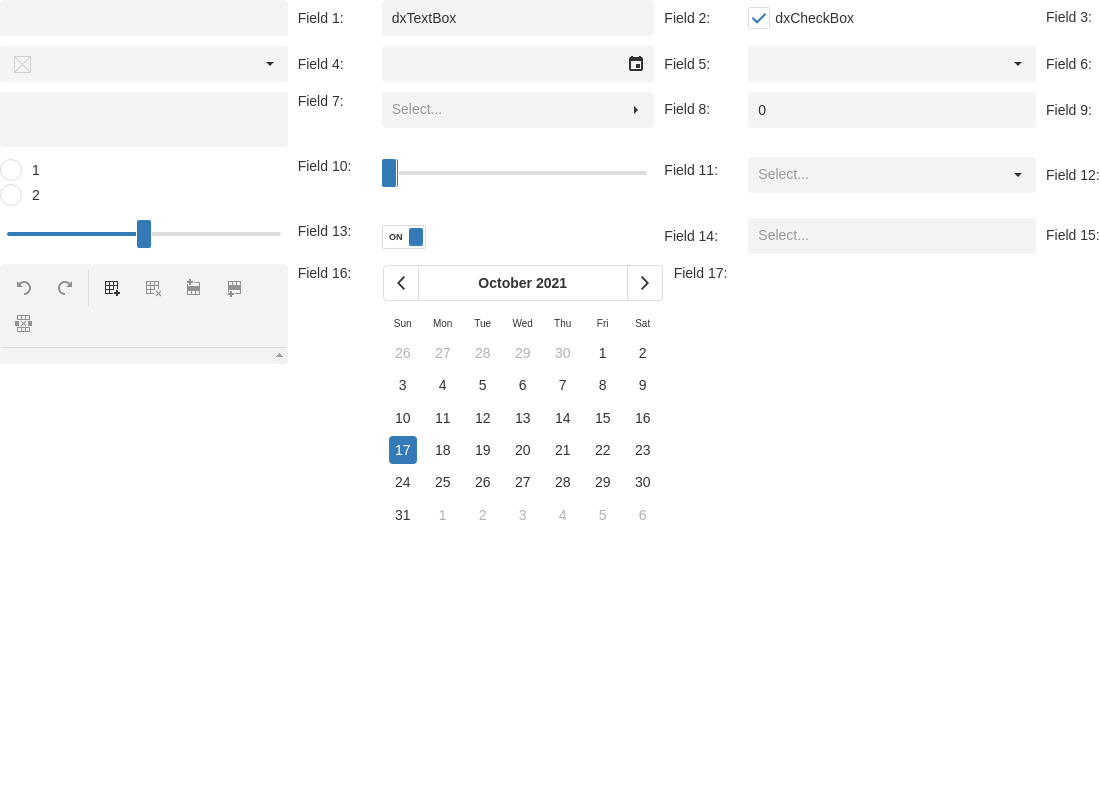 Field 1: dxTextBox Field 2: dxCheckBox Field 3:
Field 4: Field 5: Field 6:
Field 7: Select... Field 8: 0 Field 9:
1 Field 10: Field 11: Select... Field 12:
2
Field 13: ON Field 14: Select... Field 15:
Field 16: October 2021 Field 17:
Sun Mon Tue Wed Thu Fri Sat
26 27 28 29 30 1 2
3 4 5 6 7 8 9
10 11 12 13 14 15 16
17 18 19 20 21 22 23
24 25 26 27 28 29 30
31 1 2 3 4 5 6